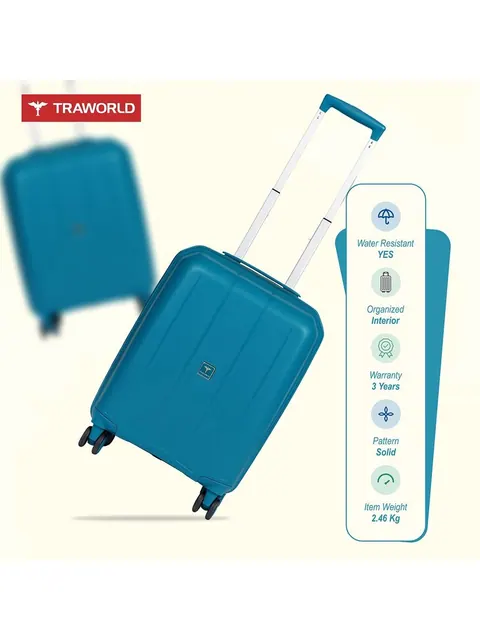 TRAWORLD
Water Resistant
YES
Organized
Interior
Warranty
3 Years
Pattern
Solid
Item Weight
2.46 Kg